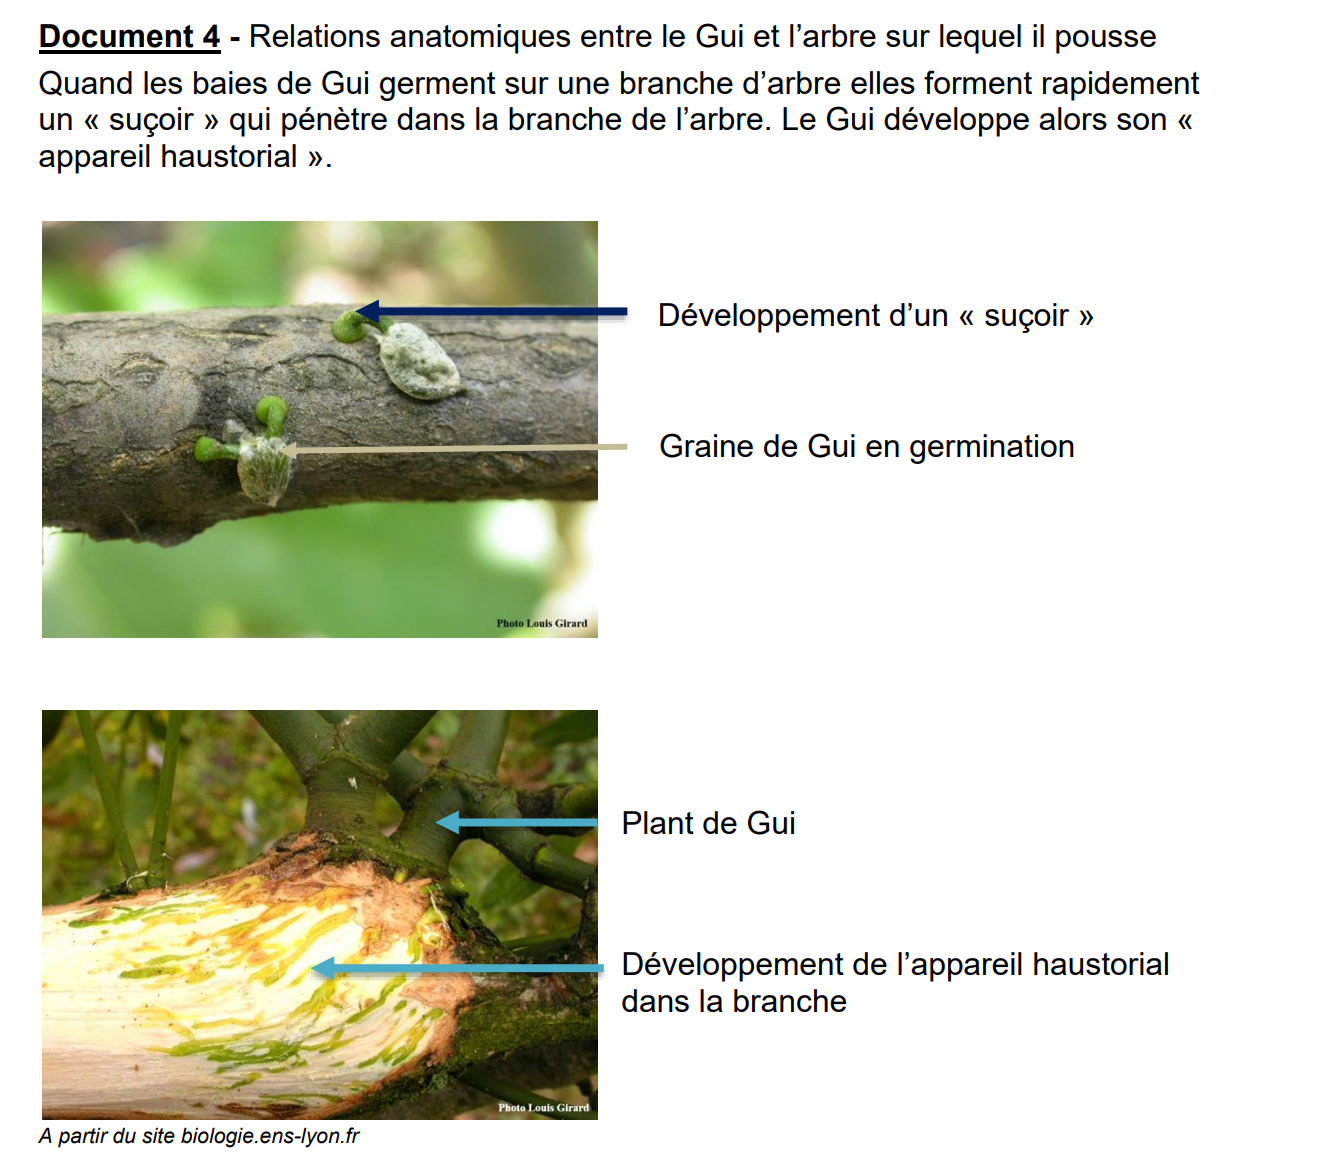 Document 4 - Relations anatomiques entre le Gui et l’arbre sur lequel il pousse
Quand les baies de Gui germent sur une branche d’arbre elles forment rapidement
un « suçoir » qui pénètre dans la branche de l’arbre. Le Gui développe alors son «
appareil haustorial ».
Développement d’un « suçoir »
Graine de Gui en germination
Photo Louis Girard
Plant de Gui
Développement de l’appareil haustorial
dans la branche
Photo Louis Girard
A partir du site biologie.ens-lyon.fr